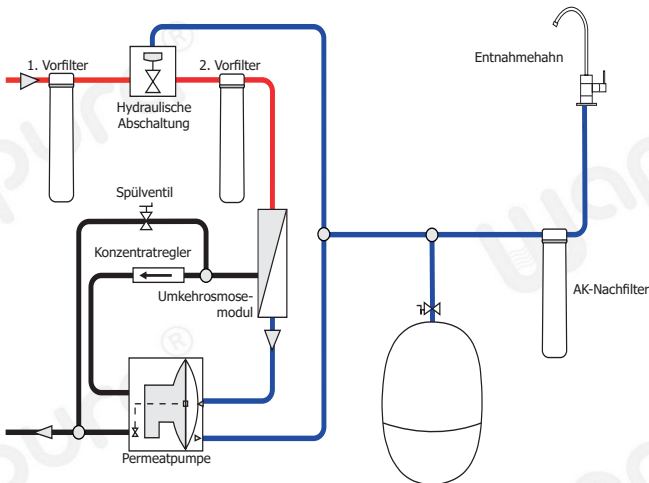 1. Vorfilter
2. Vorfilter
Entnahmehahn
Hydraulische
Abschaltung
Spülventil
Konzentratregler
Umkehrosmose-
modul
AK-Nachfilter
Permeatpumpe